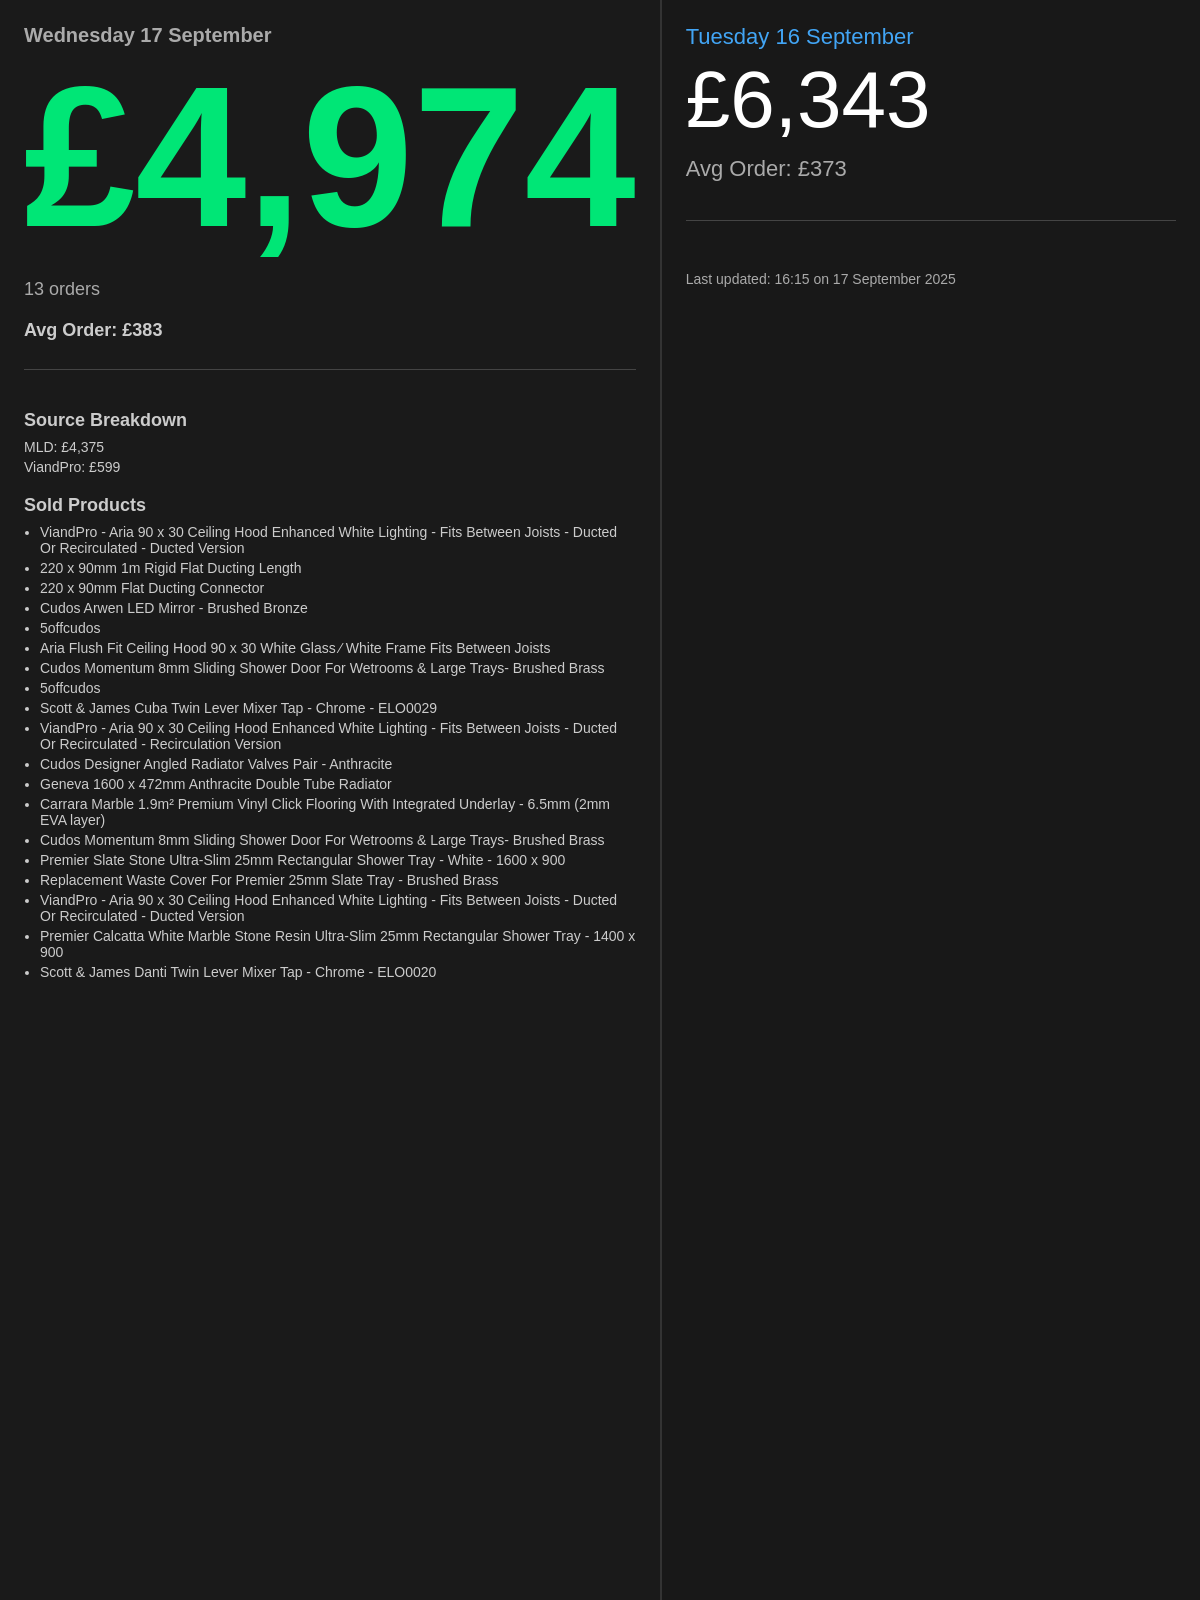 Wednesday 17 September
£4,974
13 orders
Avg Order: £383
Source Breakdown
MLD: £4,375
ViandPro: £599
Sold Products
• ViandPro - Aria 90 x 30 Ceiling Hood Enhanced White Lighting - Fits Between Joists - Ducted
Or Recirculated - Ducted Version
• 220 x 90mm 1m Rigid Flat Ducting Length
• 220 x 90mm Flat Ducting Connector
• Cudos Arwen LED Mirror - Brushed Bronze
• 5offcudos
• Aria Flush Fit Ceiling Hood 90 x 30 White Glass ⁄ White Frame Fits Between Joists
• Cudos Momentum 8mm Sliding Shower Door For Wetrooms & Large Trays- Brushed Brass
• 5offcudos
• Scott & James Cuba Twin Lever Mixer Tap - Chrome - ELO0029
• ViandPro - Aria 90 x 30 Ceiling Hood Enhanced White Lighting - Fits Between Joists - Ducted
Or Recirculated - Recirculation Version
• Cudos Designer Angled Radiator Valves Pair - Anthracite
• Geneva 1600 x 472mm Anthracite Double Tube Radiator
• Carrara Marble 1.9m² Premium Vinyl Click Flooring With Integrated Underlay - 6.5mm (2mm
EVA layer)
• Cudos Momentum 8mm Sliding Shower Door For Wetrooms & Large Trays- Brushed Brass
• Premier Slate Stone Ultra-Slim 25mm Rectangular Shower Tray - White - 1600 x 900
• Replacement Waste Cover For Premier 25mm Slate Tray - Brushed Brass
• ViandPro - Aria 90 x 30 Ceiling Hood Enhanced White Lighting - Fits Between Joists - Ducted
Or Recirculated - Ducted Version
• Premier Calcatta White Marble Stone Resin Ultra-Slim 25mm Rectangular Shower Tray - 1400 x
900
• Scott & James Danti Twin Lever Mixer Tap - Chrome - ELO0020
Tuesday 16 September
£6,343
Avg Order: £373
Last updated: 16:15 on 17 September 2025